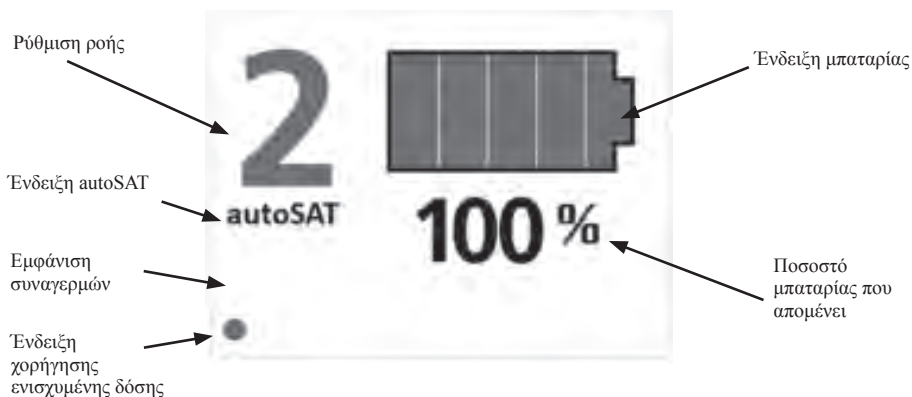 Ρύθμιση ροής
2
Ένδειξη μπαταρίας
Ένδειξη autoSAT
autoSAT
100 %
Εμφάνιση
συναγερμών
Ποσοστό
μπαταρίας που
απομένει
Ένδειξη
χορήγησης
ενισχυμένης δόσης